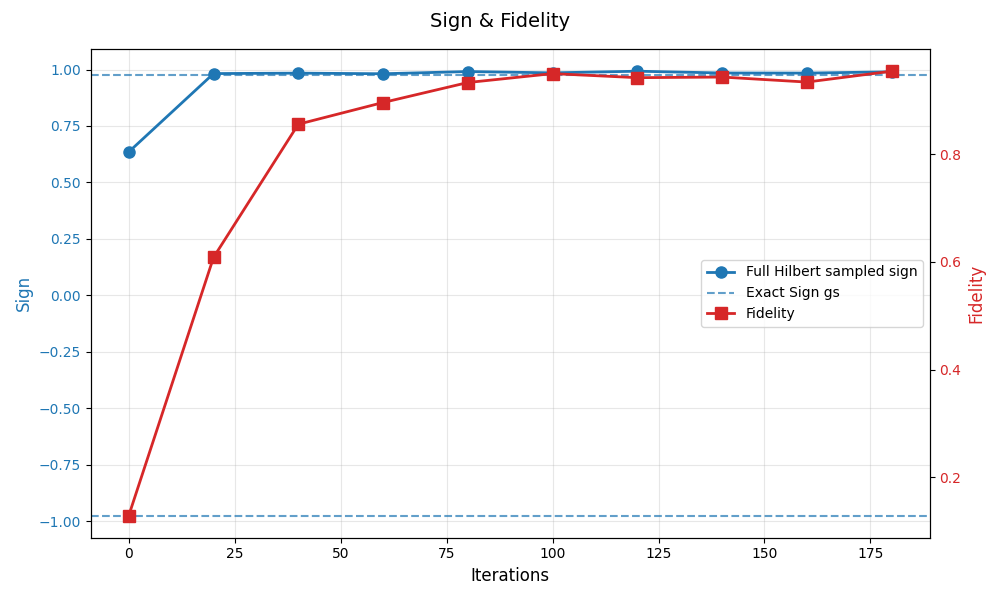 Sign & Fidelity
1.00
0.75
0.50
0.25
0.00
−0.25
−0.50
−0.75
−1.00
Sign
0.8
0.6
0.4
0.2
Fidelity
Full Hilbert sampled sign
Exact Sign gs
Fidelity
0 25 50 75 100 125 150 175
Iterations